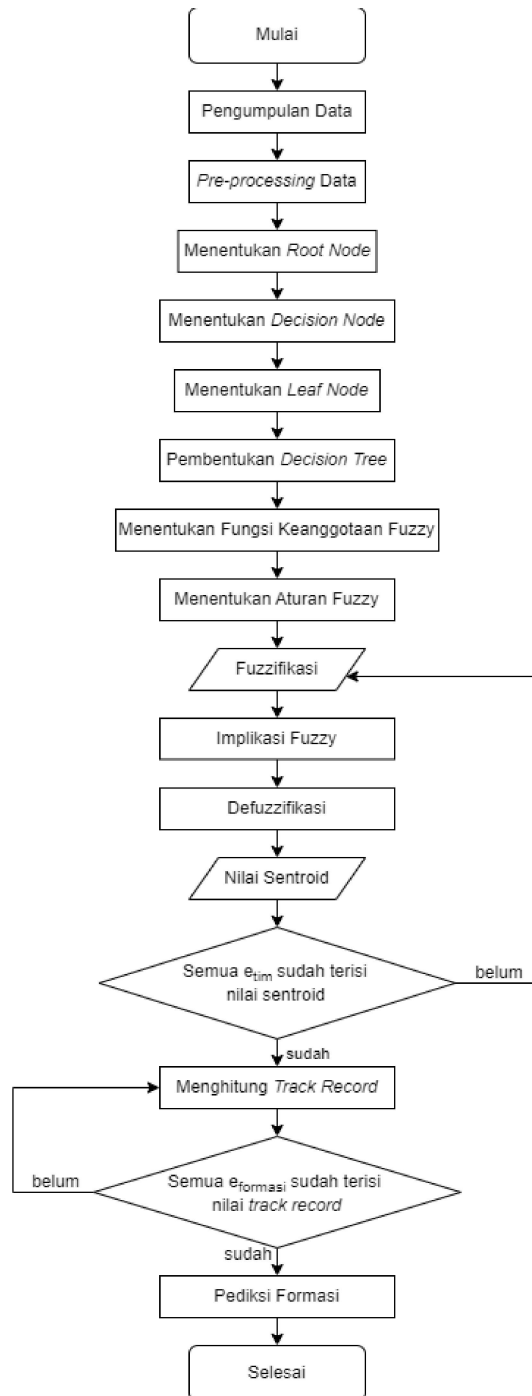 Mulai
Pengumpulan Data
Pre-processing Data
Menentukan Root Node
Menentukan Decision Node
Menentukan Leaf Node
Pembentukan Decision Tree
Menentukan Fungsi Keanggotaan Fuzzy
Menentukan Aturan Fuzzy
Fuzzifikasi
Implikasi Fuzzy
Defuzzifikasi
Nilai Sentroid
Semua etim sudah terisi
nilai sentroid
belum
sudah
Menghitung Track Record
Semua eformasi sudah terisi
nilai track record
belum
sudah
Pediksi Formasi
Selesai